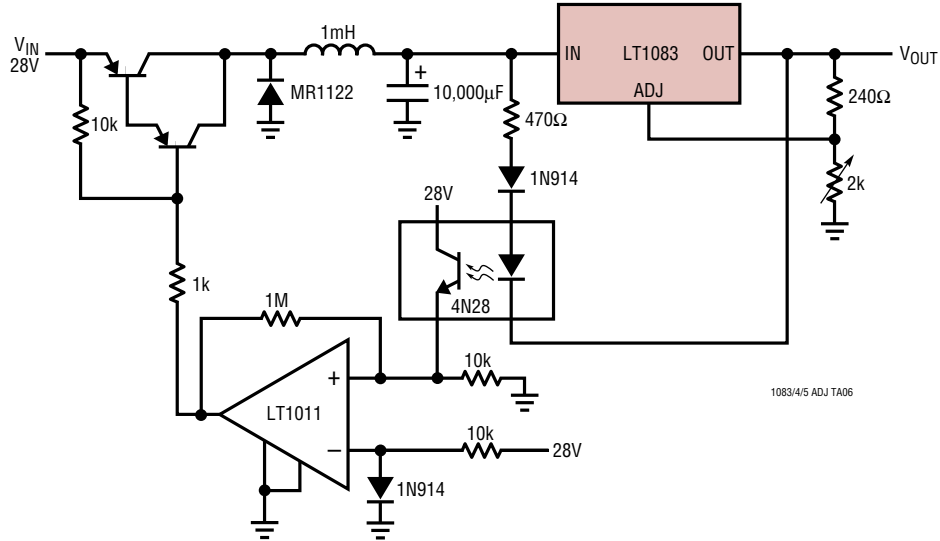 V_IN
28V
1mH
IN
LT1083
OUT
ADJ
V_OUT
MR1122
+
10,000µF
10k
470Ω
240Ω
1N914
2k
28V
1k
4N28
1M
+
10k
LT1011
1083/4/5 ADJ TA06
−
10k
28V
1N914